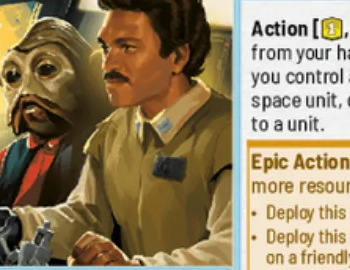 Action [1,
from your ha
you control a
space unit,
to a unit.
Epic Action
more resour
• Deploy this
• Deploy this
on a friendly